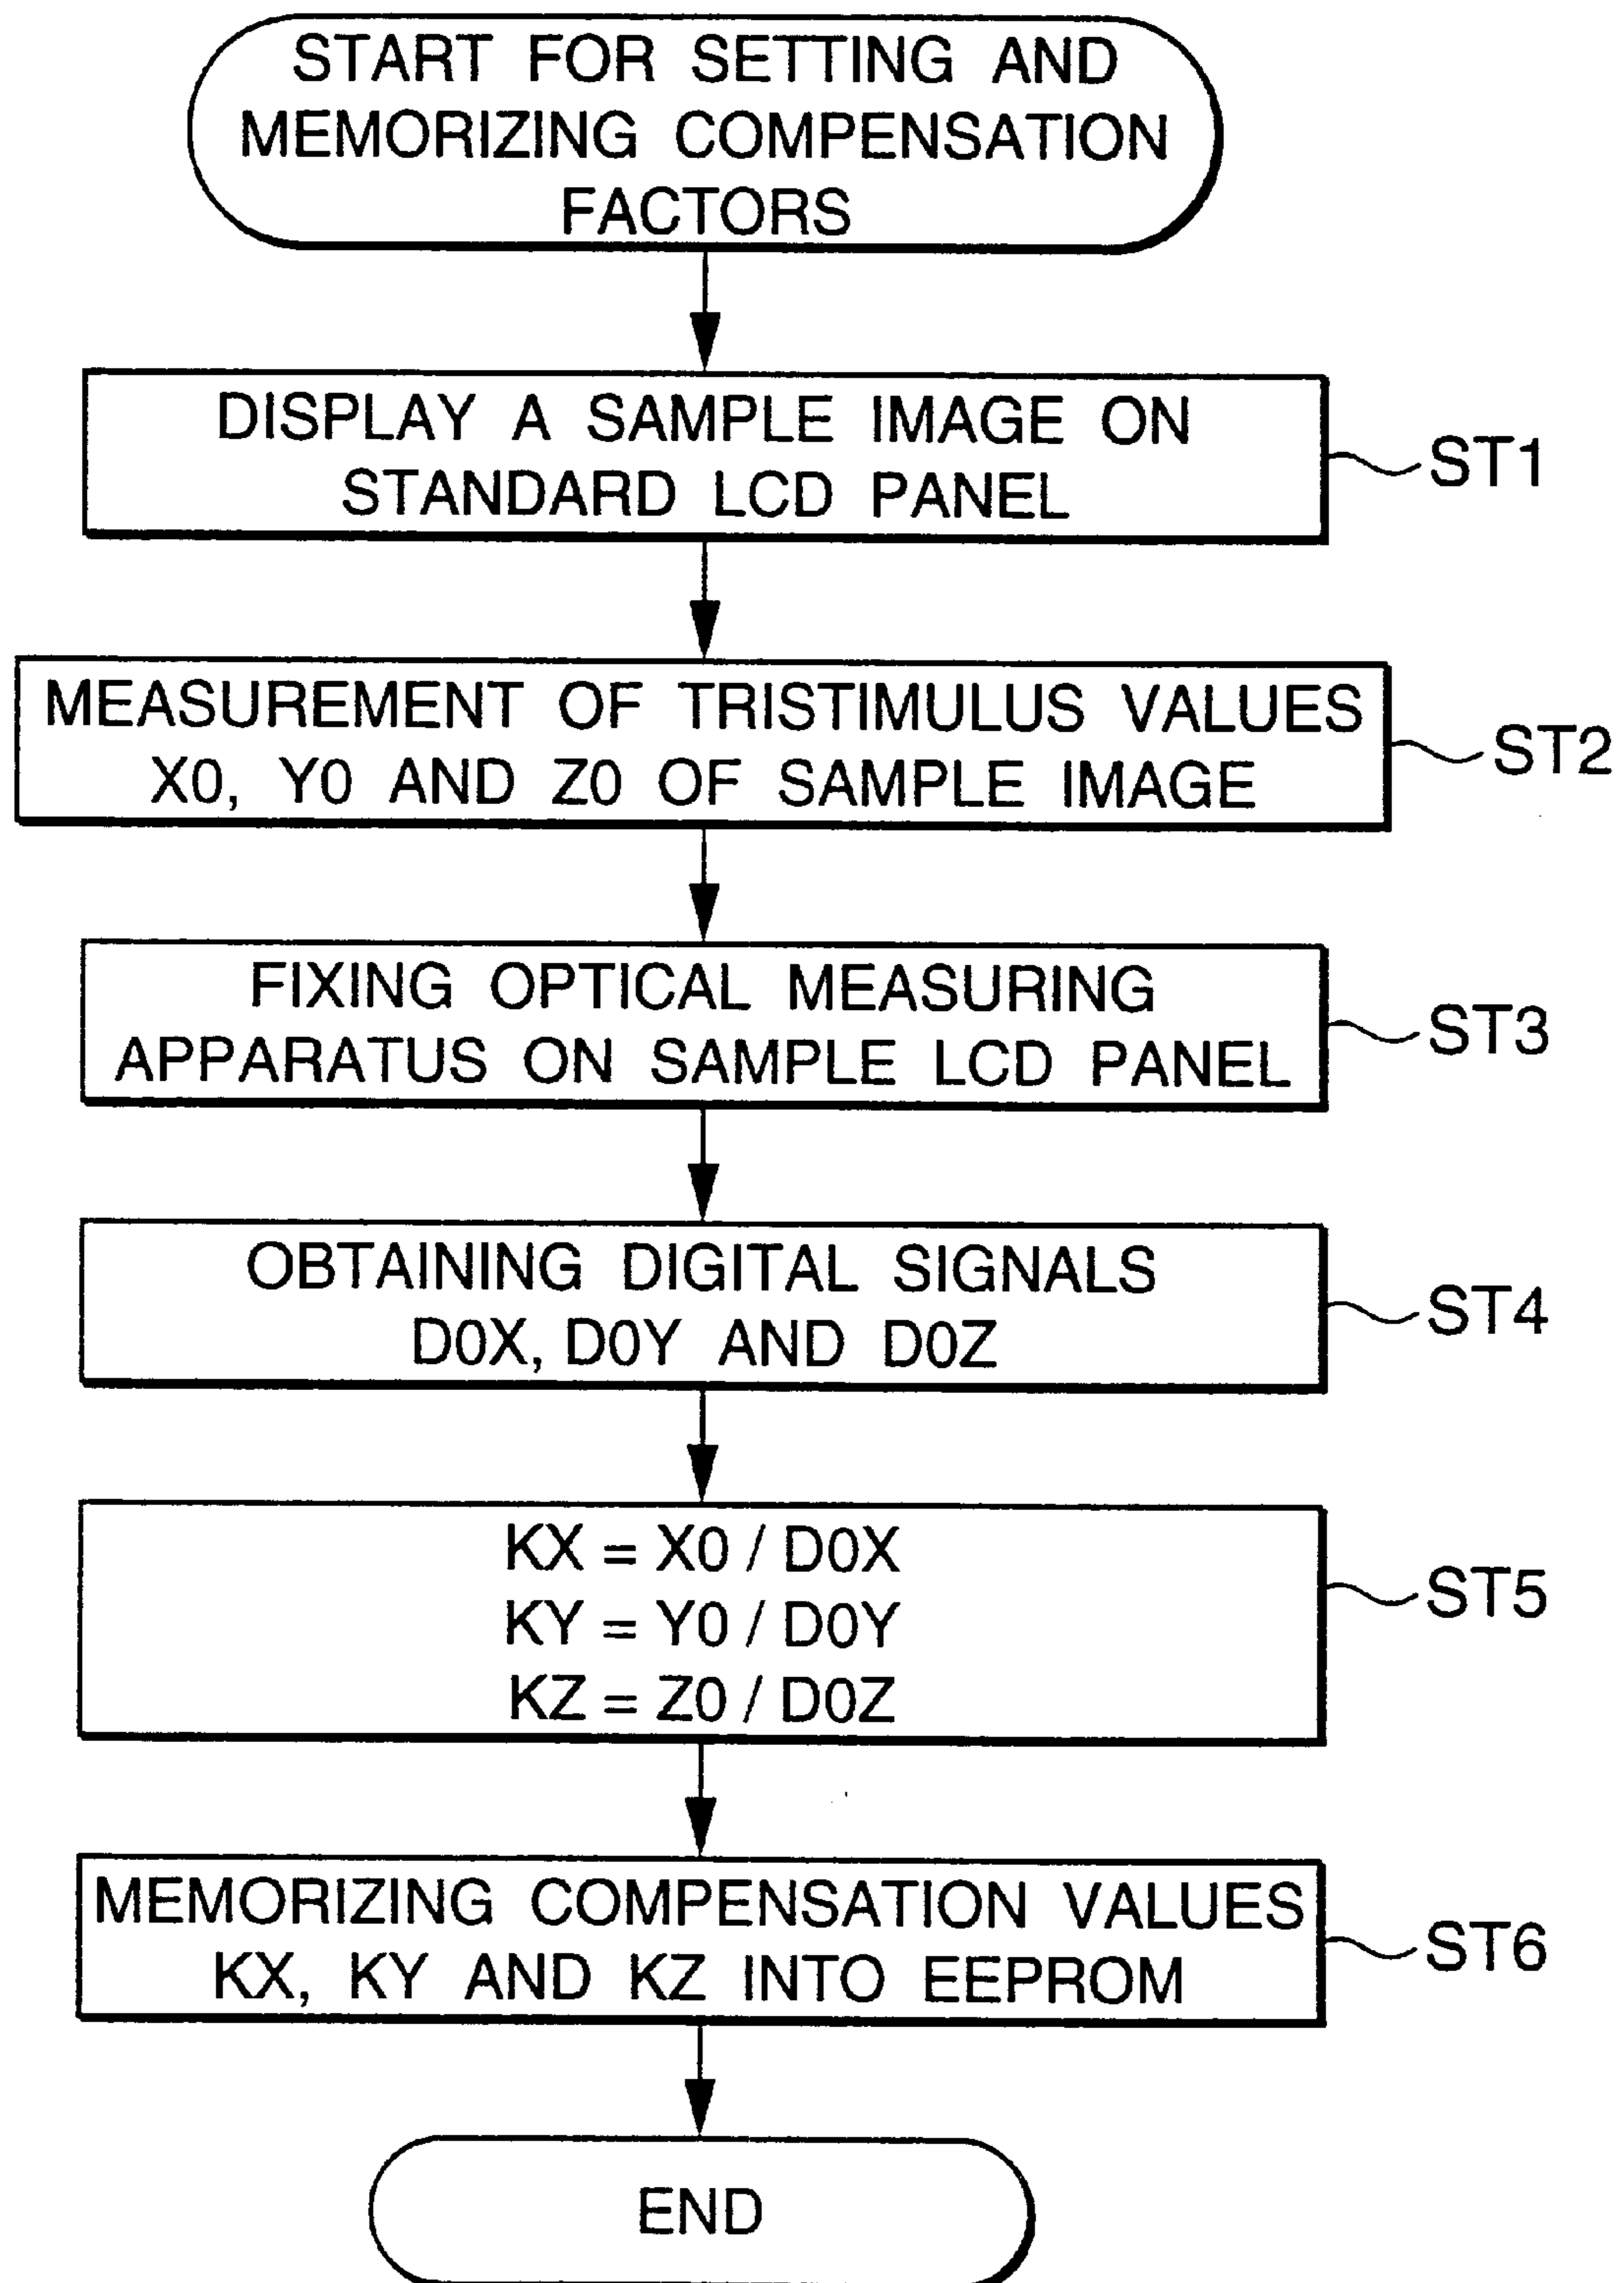 START FOR SETTING AND
MEMORIZING COMPENSATION
FACTORS
DISPLAY A SAMPLE IMAGE ON
STANDARD LCD PANEL
ST1
MEASUREMENT OF TRISTIMULUS VALUES
X0, Y0 AND Z0 OF SAMPLE IMAGE
ST2
FIXING OPTICAL MEASURING
APPARATUS ON SAMPLE LCD PANEL
ST3
OBTAINING DIGITAL SIGNALS
D0X, D0Y AND D0Z
ST4
KX = X0 / D0X
KY = Y0 / D0Y
KZ = Z0 / D0Z
ST5
MEMORIZING COMPENSATION VALUES
KX, KY AND KZ INTO EEPROM
ST6
END